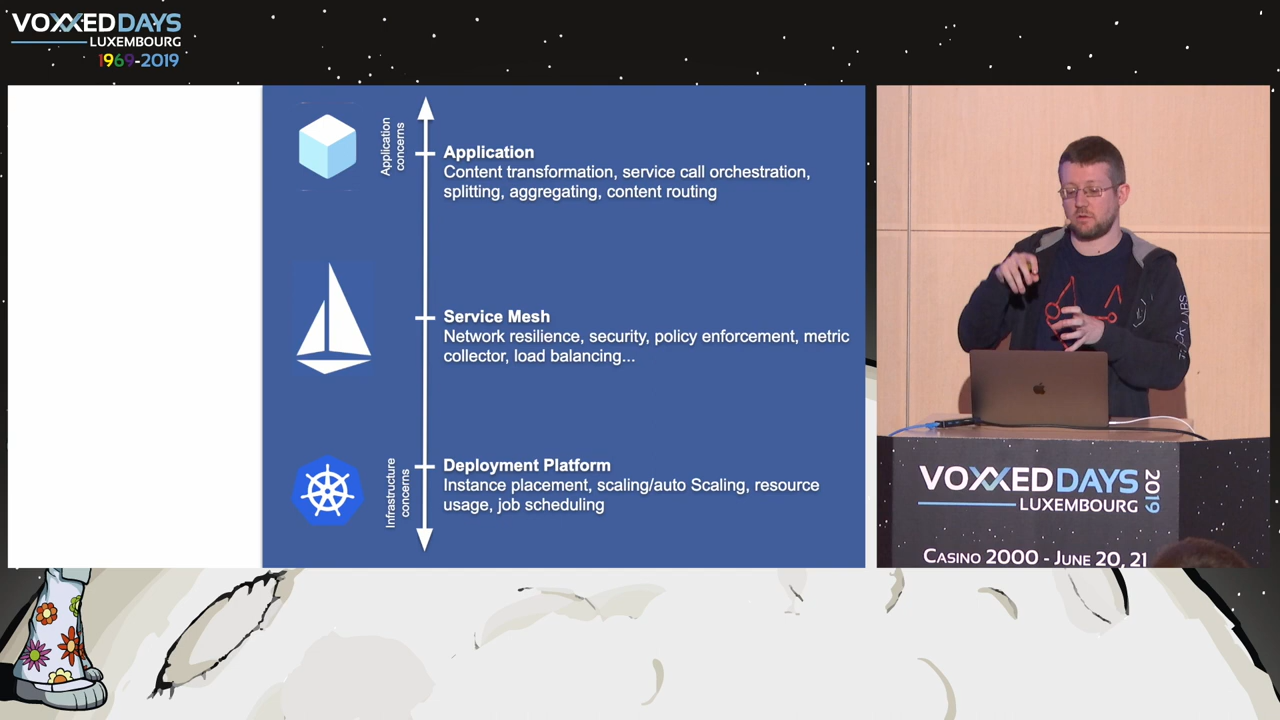 VOXXED DAYS
LUXEMBOURG
1969-2019
Application
concerns
Application
Content transformation, service call orchestration,
splitting, aggregating, content routing
Service Mesh
Network resilience, security, policy enforcement, metric
collector, load balancing...
Infrastructure
concerns
Deployment Platform
Instance placement, scaling/auto Scaling, resource
usage, job scheduling
LABS
VOXXED DAYS
LUXEMBOURG
2019
CASINO 2000 - JUNE 20, 21